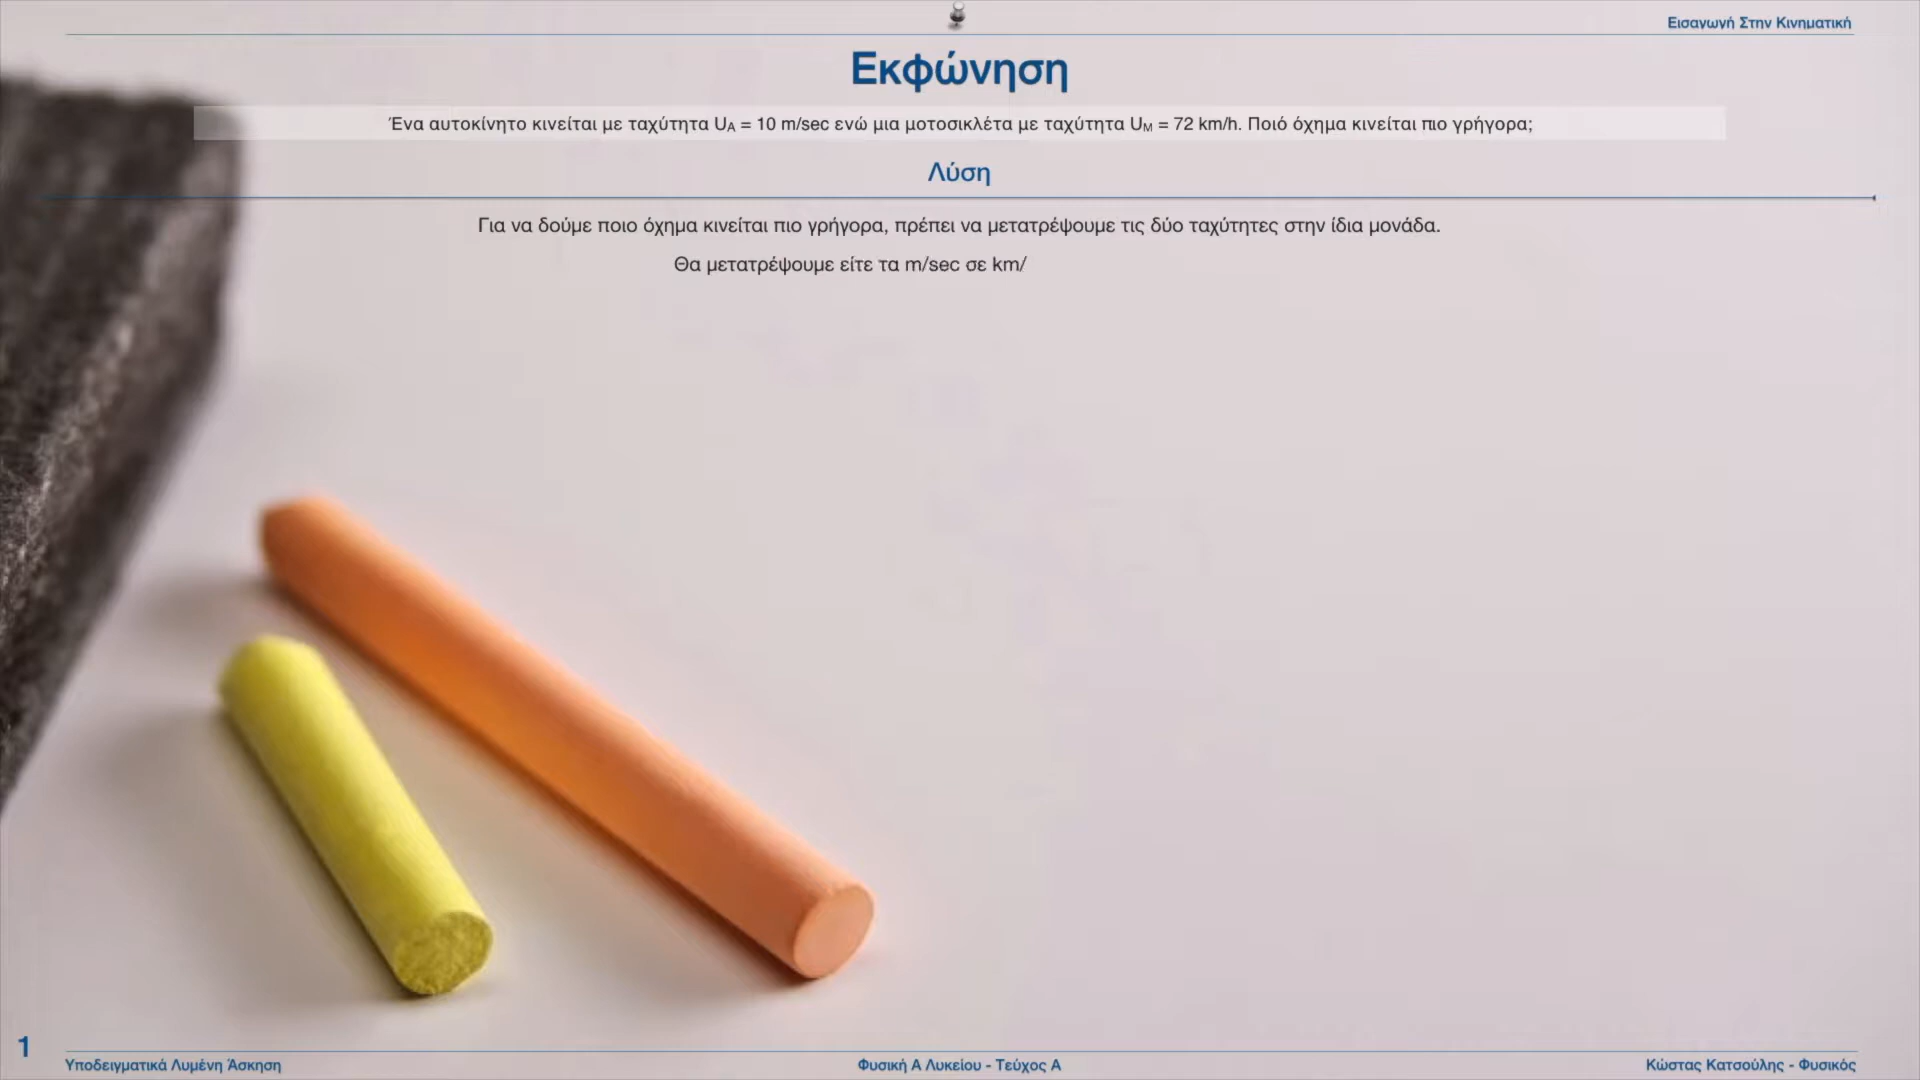 Εισαγωγή Στην Κινηματική
Εκφώνηση
Ένα αυτοκίνητο κινείται με ταχύτητα UΑ = 10 m/sec ενώ μια μοτοσικλέτα με ταχύτητα UΜ = 72 km/h. Ποιό όχημα κινείται πιο γρήγορα;
Λύση
Για να δούμε ποιο όχημα κινείται πιο γρήγορα, πρέπει να μετατρέψουμε τις δύο ταχύτητες στην ίδια μονάδα.
Θα μετατρέψουμε είτε τα m/sec σε km/
1
Υποδειγματικά Λυμένη Άσκηση
Φυσική Α Λυκείου - Τεύχος Α
Κώστας Κατσούλης - Φυσικός